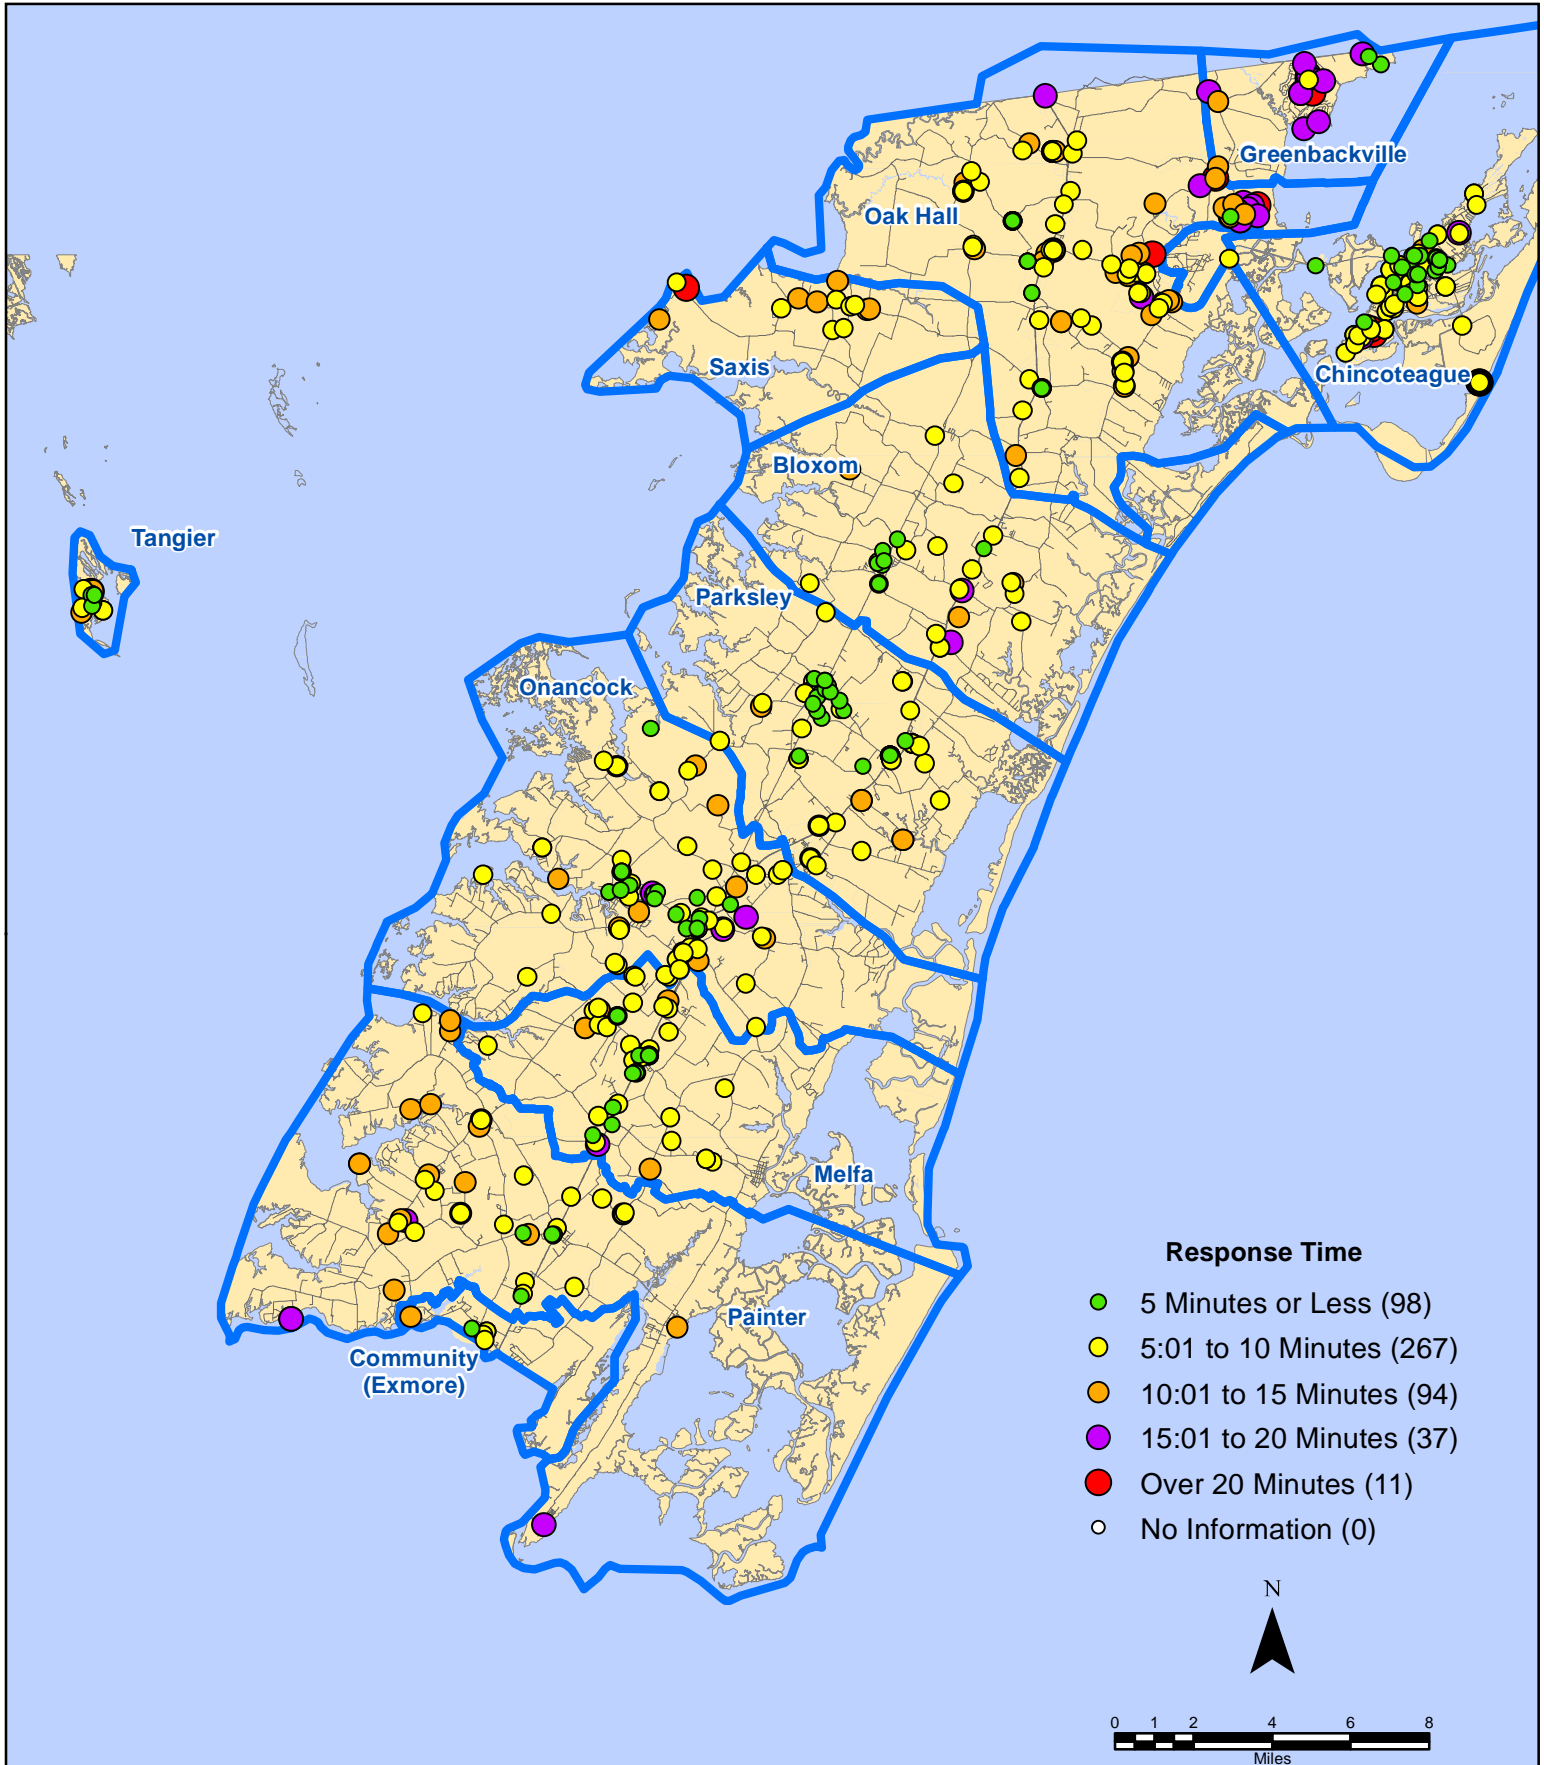 Greenbackville
Oak Hall
Saxis
Chincoteague
Bloxom
Tangier
Parksley
Onancock
Melfa
Painter
Community
(Exmore)
Response Time
5 Minutes or Less (98)
5:01 to 10 Minutes (267)
10:01 to 15 Minutes (94)
15:01 to 20 Minutes (37)
Over 20 Minutes (11)
No Information (0)
N
0 1 2 4 6 8
Miles